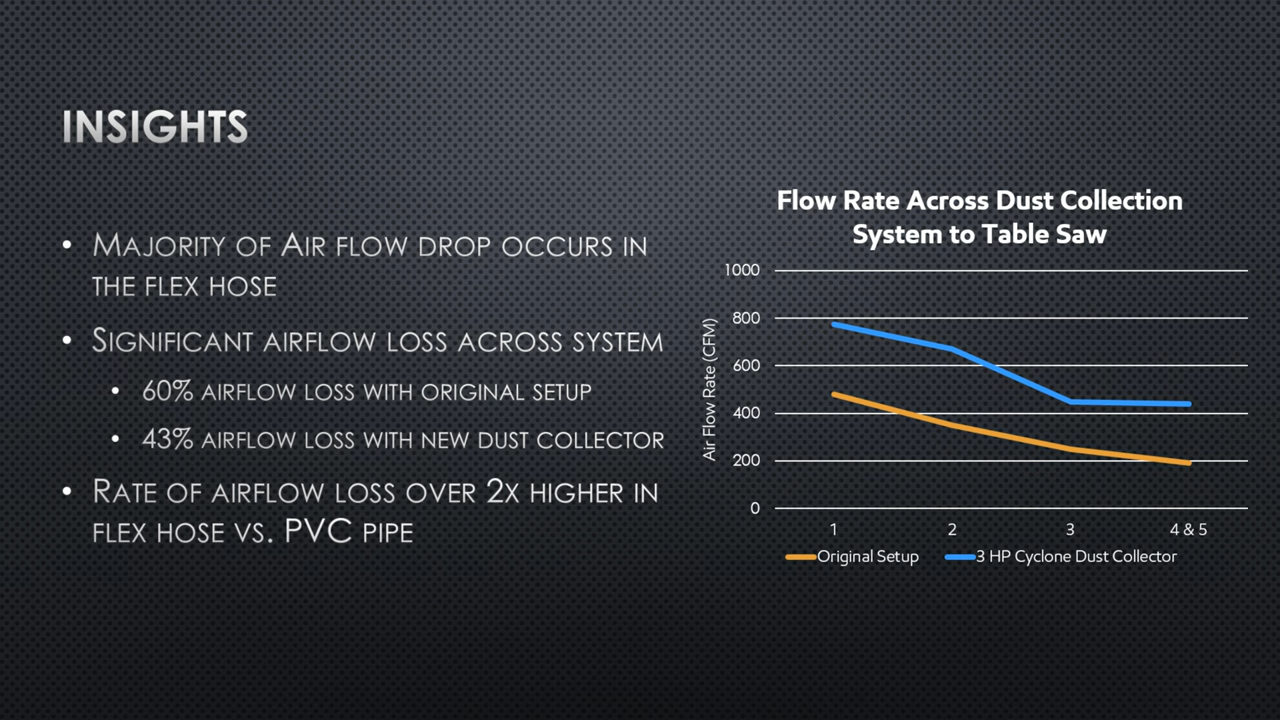 INSIGHTS
• MAJORITY OF AIR FLOW DROP OCCURS IN
THE FLEX HOSE
• SIGNIFICANT AIRFLOW LOSS ACROSS SYSTEM
• 60% AIRFLOW LOSS WITH ORIGINAL SETUP
• 43% AIRFLOW LOSS WITH NEW DUST COLLECTOR
• RATE OF AIRFLOW LOSS OVER 2X HIGHER IN
FLEX HOSE VS. PVC PIPE
Flow Rate Across Dust Collection
System to Table Saw
Air Flow Rate (CFM)
1000
800
600
400
200
0
1 2 3 4 & 5
Original Setup 3 HP Cyclone Dust Collector